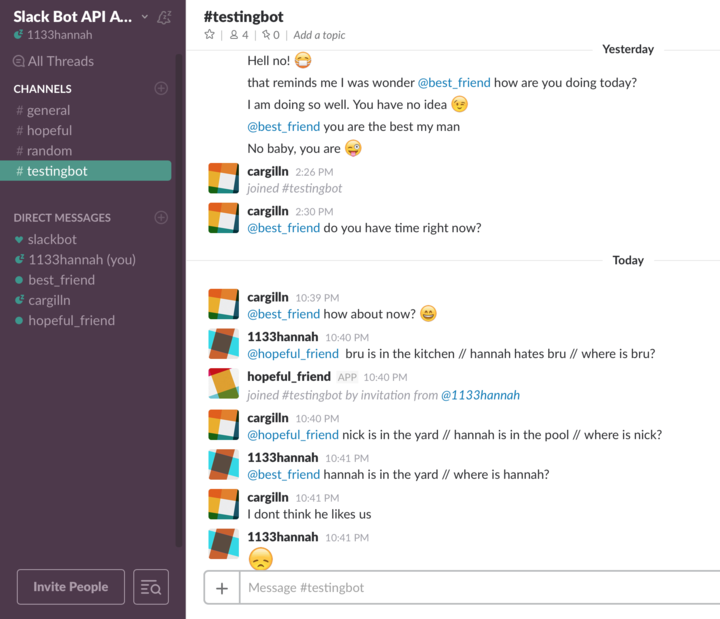 Slack Bot API A...
1133hannah
All Threads
CHANNELS
# general
# hopeful
# random
# testingbot
DIRECT MESSAGES
slackbot
1133hannah (you)
best_friend
cargilln
hopeful_friend
Invite People
#testingbot
4 | 0 | Add a topic
Yesterday
Hell no! 😷
that reminds me I was wonder @best_friend how are you doing today?
I am doing so well. You have no idea 😉
@best_friend you are the best my man
No baby, you are 😜
cargilln 2:26 PM
joined #testingbot
cargilln 2:30 PM
@best_friend do you have time right now?
Today
cargilln 10:39 PM
@best_friend how about now? 😄
1133hannah 10:40 PM
@hopeful_friend bru is in the kitchen // hannah hates bru // where is bru?
hopeful_friend APP 10:40 PM
joined #testingbot by invitation from @1133hannah
cargilln 10:40 PM
@hopeful_friend nick is in the yard // hannah is in the pool // where is nick?
1133hannah 10:41 PM
@best_friend hannah is in the yard // where is hannah?
cargilln 10:41 PM
I dont think he likes us
1133hannah 10:41 PM
😞
+ Message #testingbot